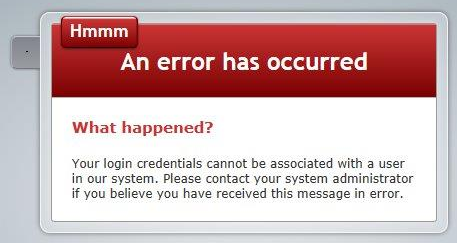 Hmmm
An error has occurred
What happened?
Your login credentials cannot be associated with a user
in our system. Please contact your system administrator
if you believe you have received this message in error.